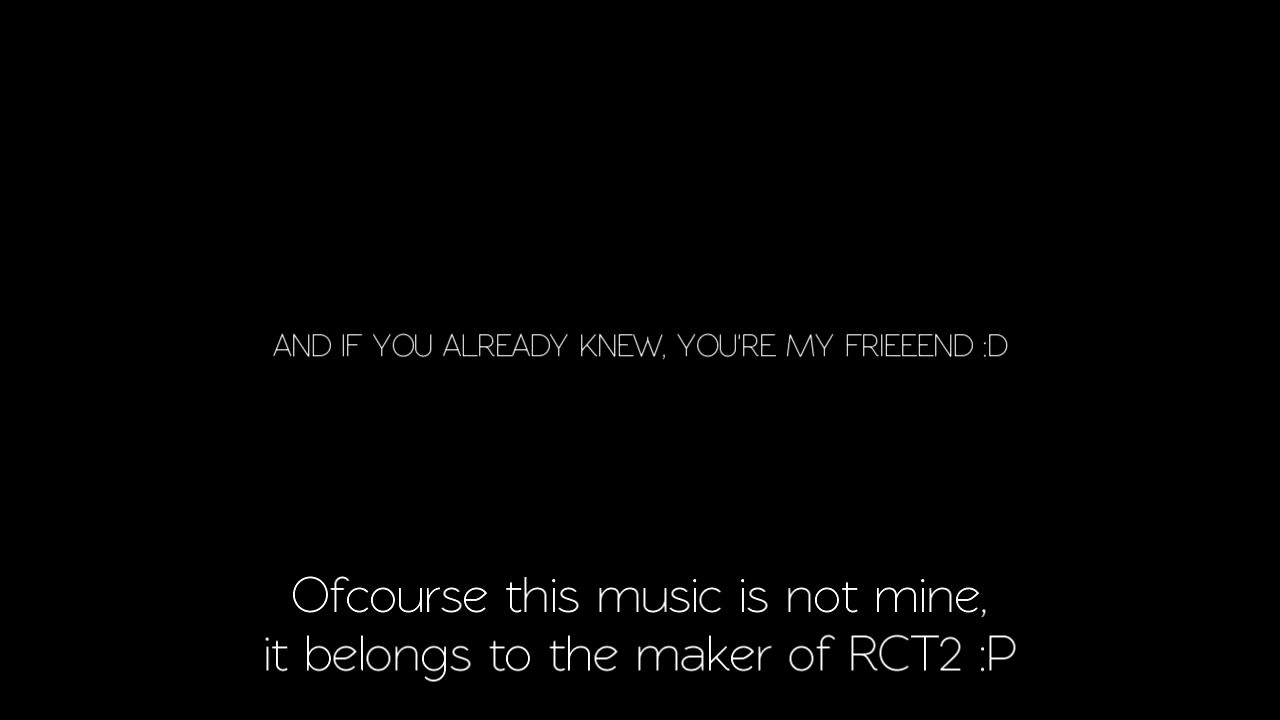 AND IF YOU ALREADY KNEW, YOU'RE MY FRIEEEND :D
Ofcourse this music is not mine,
it belongs to the maker of RCT2 :P